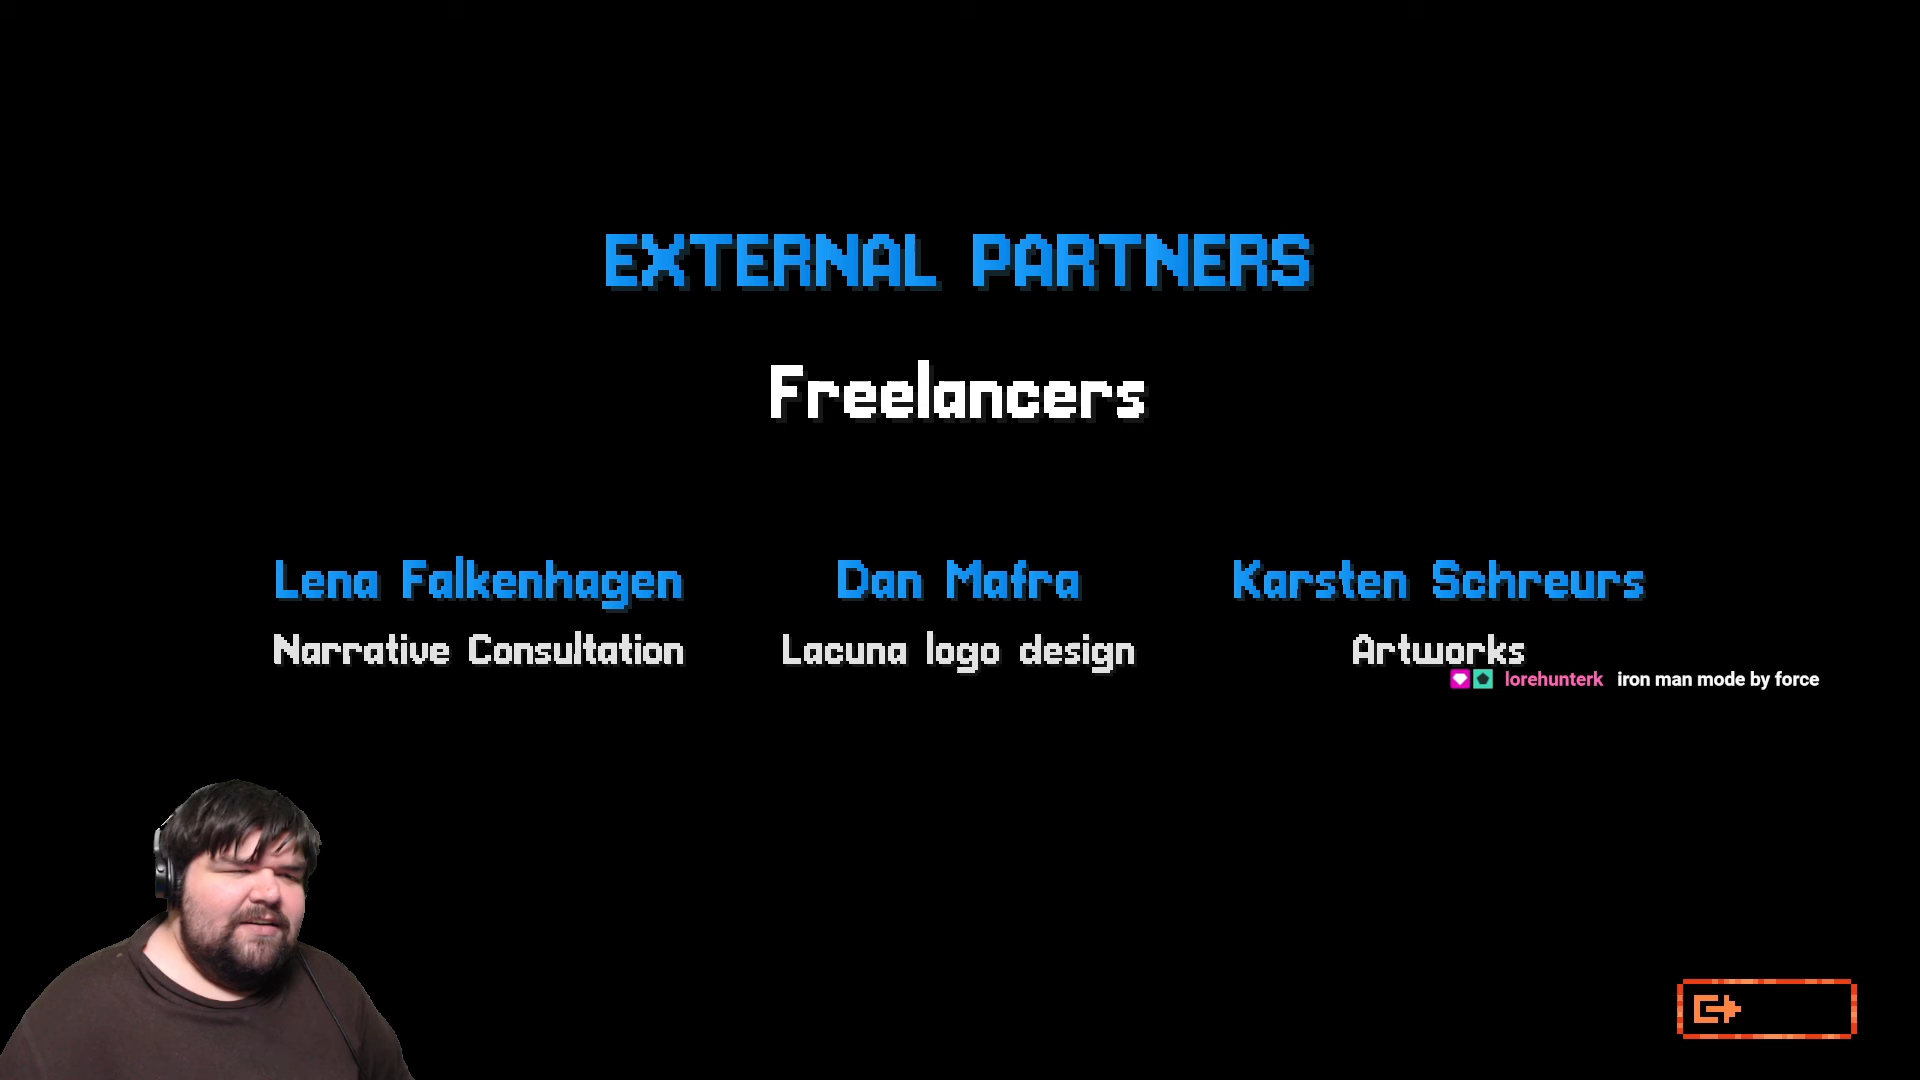 EXTERNAL PARTNERS
Freelancers
Lena Falkenhagen
Narrative Consultation
Dan Mafra
Lacuna logo design
Karsten Schreurs
Artworks
lorehunterk iron man mode by force